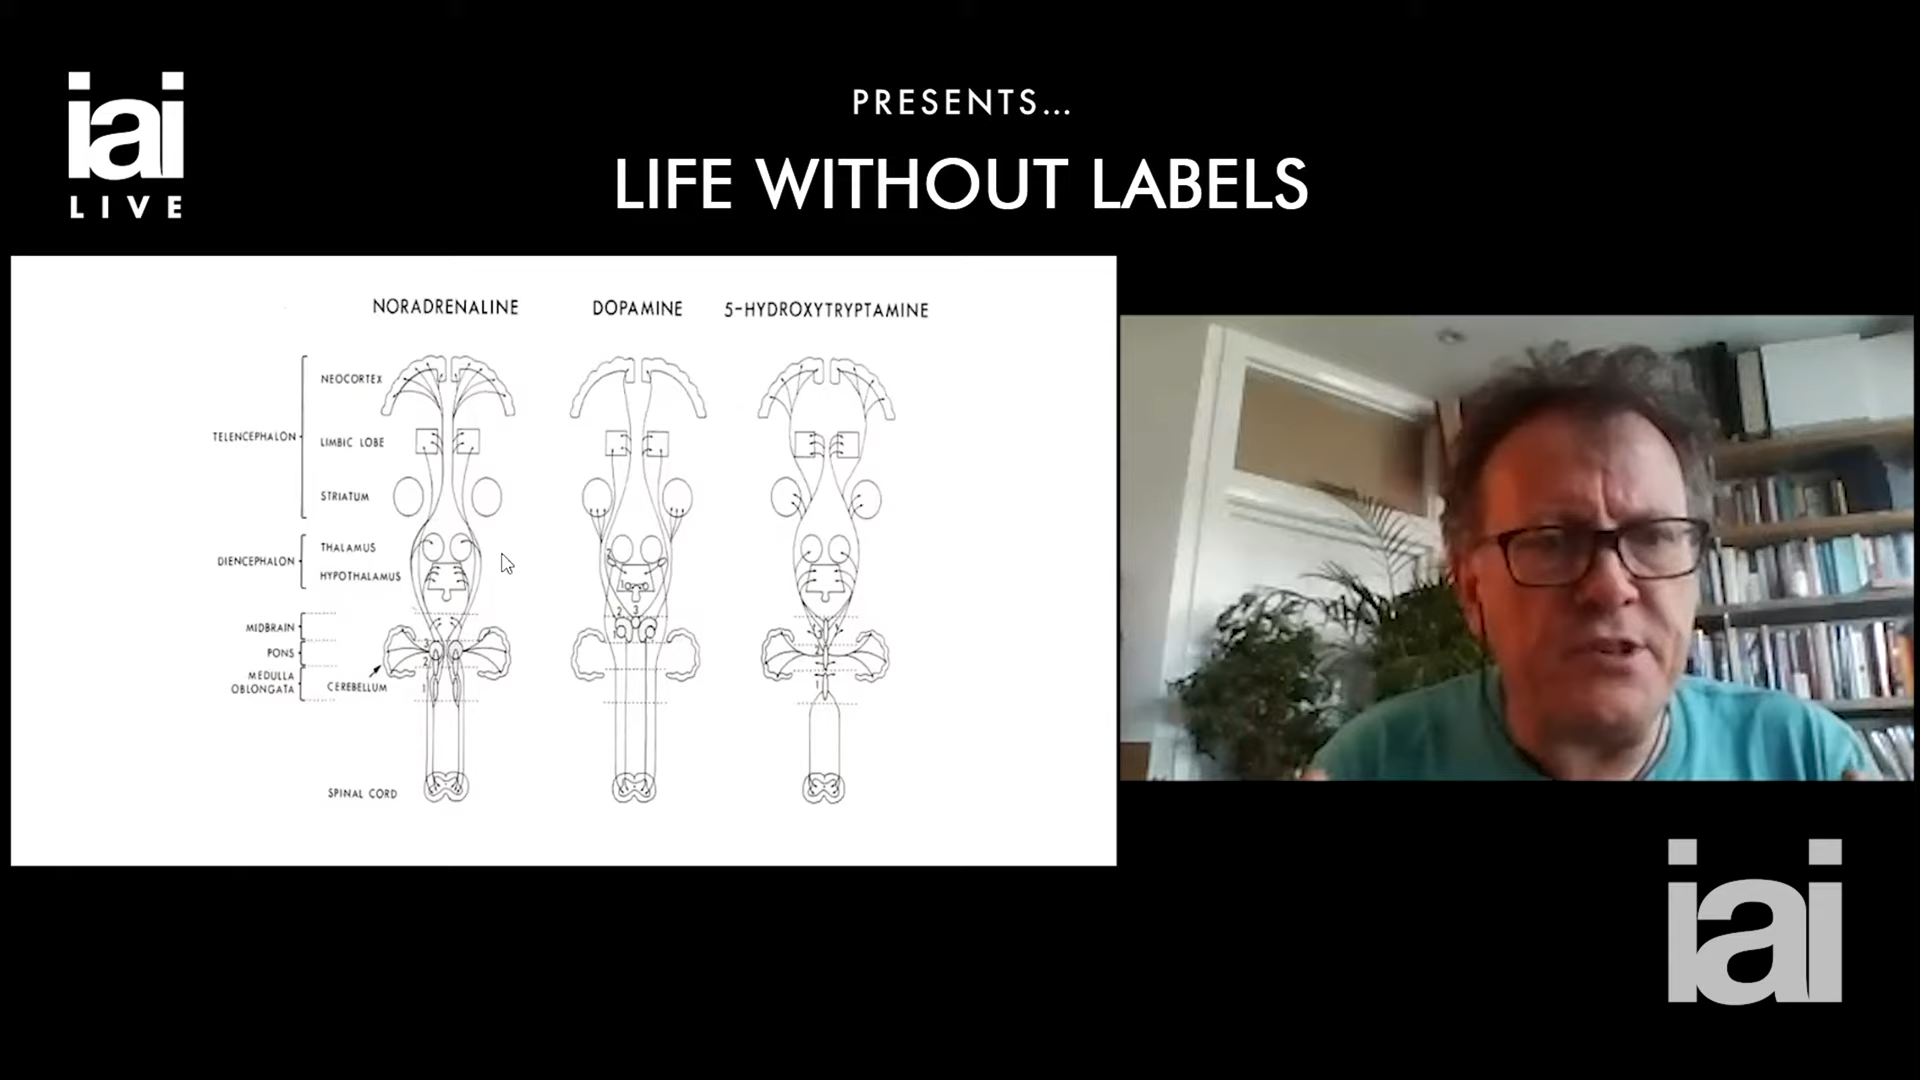 iai
LIVE
PRESENTS...
LIFE WITHOUT LABELS
NORADRENALINE
DOPAMINE
5-HYDROXYTRYPTAMINE
NEOCORTEX
TELENCEPHALON
LIMBIC LOBE
STRIATUM
THALAMUS
DIENCEPHALON
HYPOTHALAMUS
MIDBRAIN
PONS
MEDULLA
OBLONGATA
CEREBELLUM
SPINAL CORD
iai